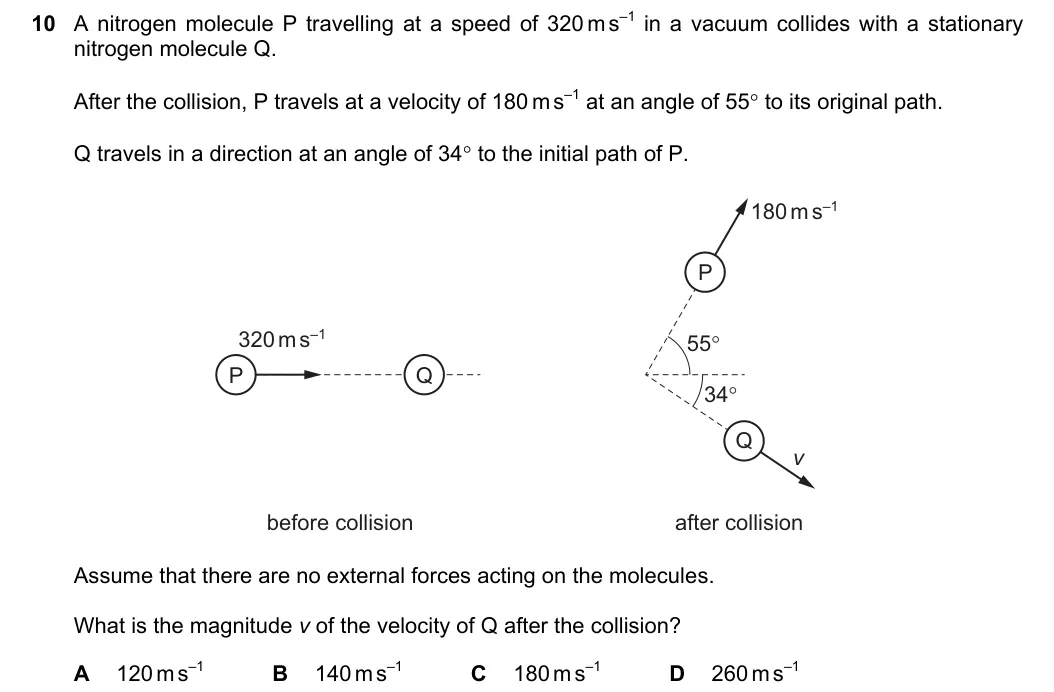 10 A nitrogen molecule P travelling at a speed of 320 m s⁻¹ in a vacuum collides with a stationary
nitrogen molecule Q.
After the collision, P travels at a velocity of 180 m s⁻¹ at an angle of 55° to its original path.
Q travels in a direction at an angle of 34° to the initial path of P.
180 m s⁻¹
P
320 m s⁻¹
55°
P
Q
34°
Q
v
before collision
after collision
Assume that there are no external forces acting on the molecules.
What is the magnitude v of the velocity of Q after the collision?
A 120 m s⁻¹ B 140 m s⁻¹ C 180 m s⁻¹ D 260 m s⁻¹